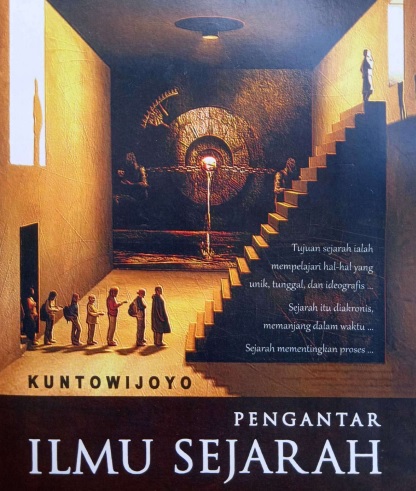 Tujuan sejarah ialah
mempelajari hal-hal yang
unik, tunggal, dan ideografis ...
Sejarah itu diakronis,
memanjang dalam waktu ...
Sejarah mementingkan proses ...
KUNTOWIJOYO
PENGANTAR
ILMU SEJARAH